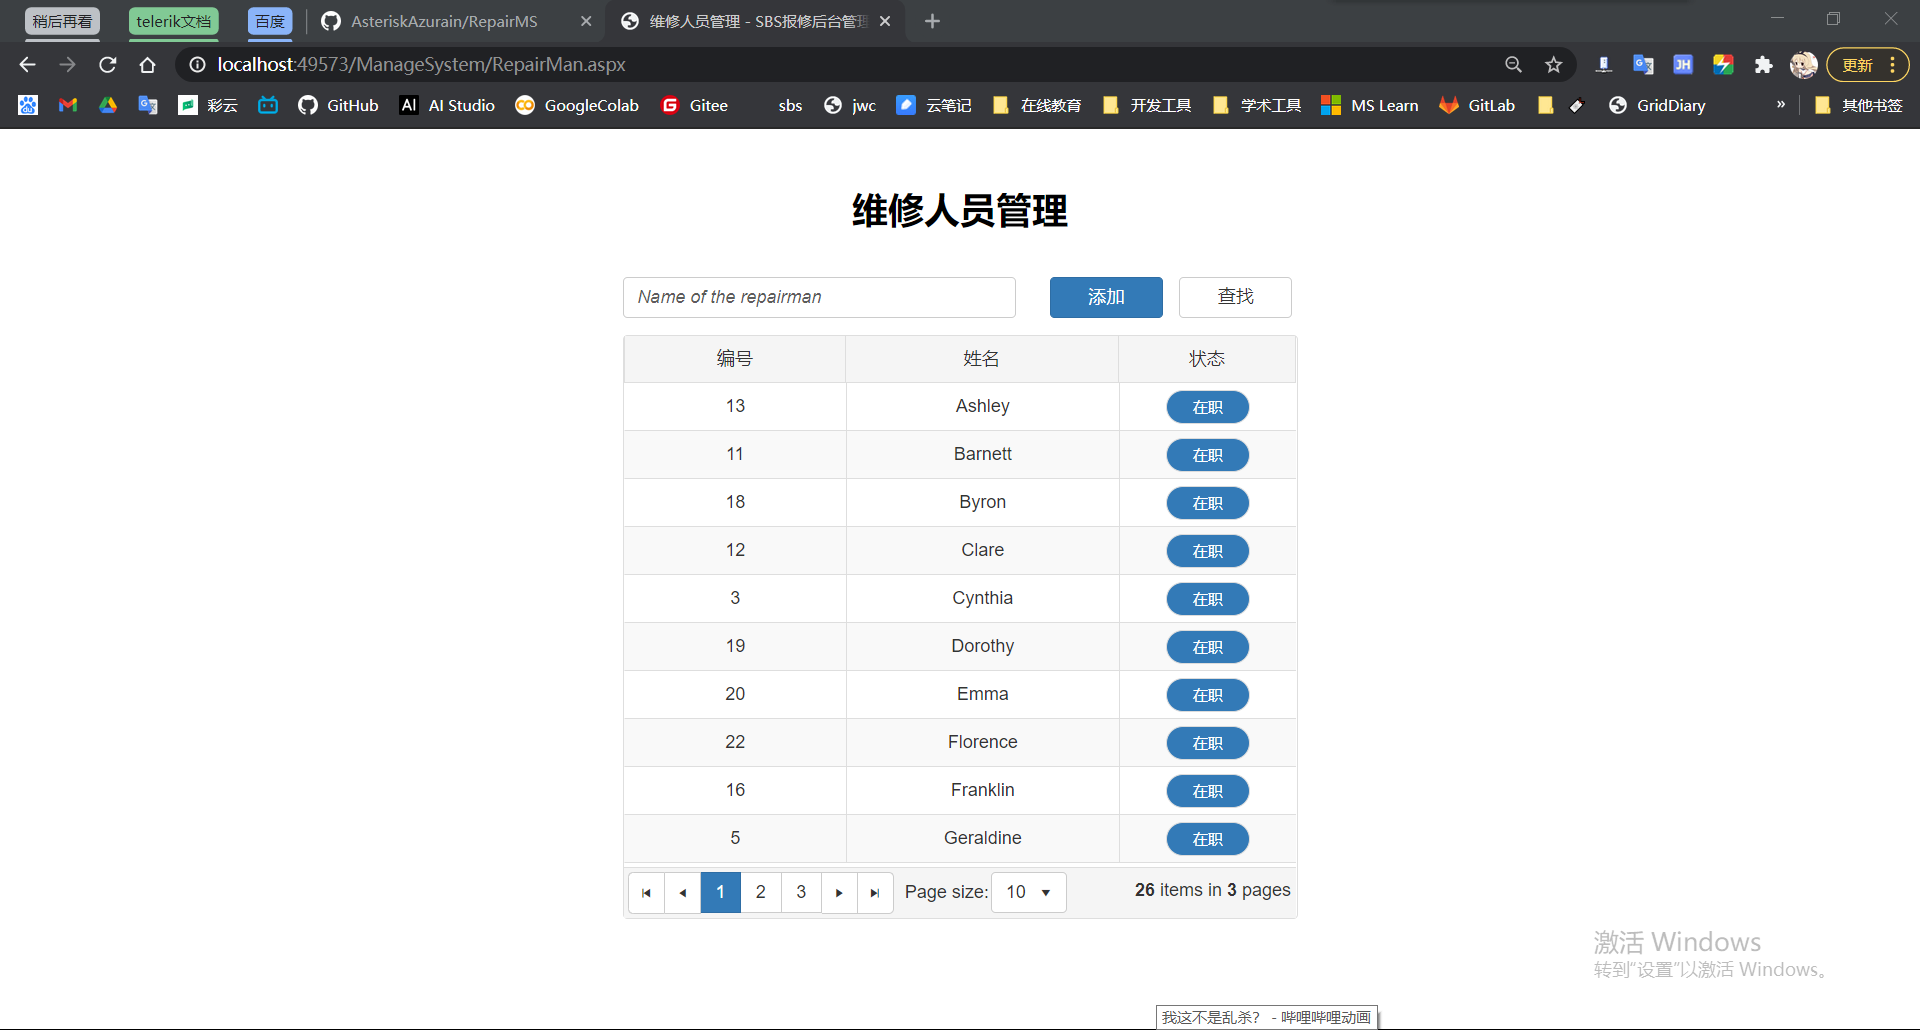 稍后再看 telerik文档 百度 AsteriskAzurain/RepairMS 维修人员管理 - SBS报修后台管理
localhost:49573/ManageSystem/RepairMan.aspx 更新
彩云 GitHub AI AI Studio GoogleColab Gitee sbs jwc 云笔记 在线教育 开发工具 学术工具 MS Learn GitLab GridDiary » 其他书签
维修人员管理
Name of the repairman 添加 查找
编号 姓名 状态
13 Ashley 在职
11 Barnett 在职
18 Byron 在职
12 Clare 在职
3 Cynthia 在职
19 Dorothy 在职
20 Emma 在职
22 Florence 在职
16 Franklin 在职
5 Geraldine 在职
1 2 3 Page size: 10 26 items in 3 pages
激活 Windows
转到“设置”以激活 Windows。
我这不是乱杀? - 哔哩哔哩动画